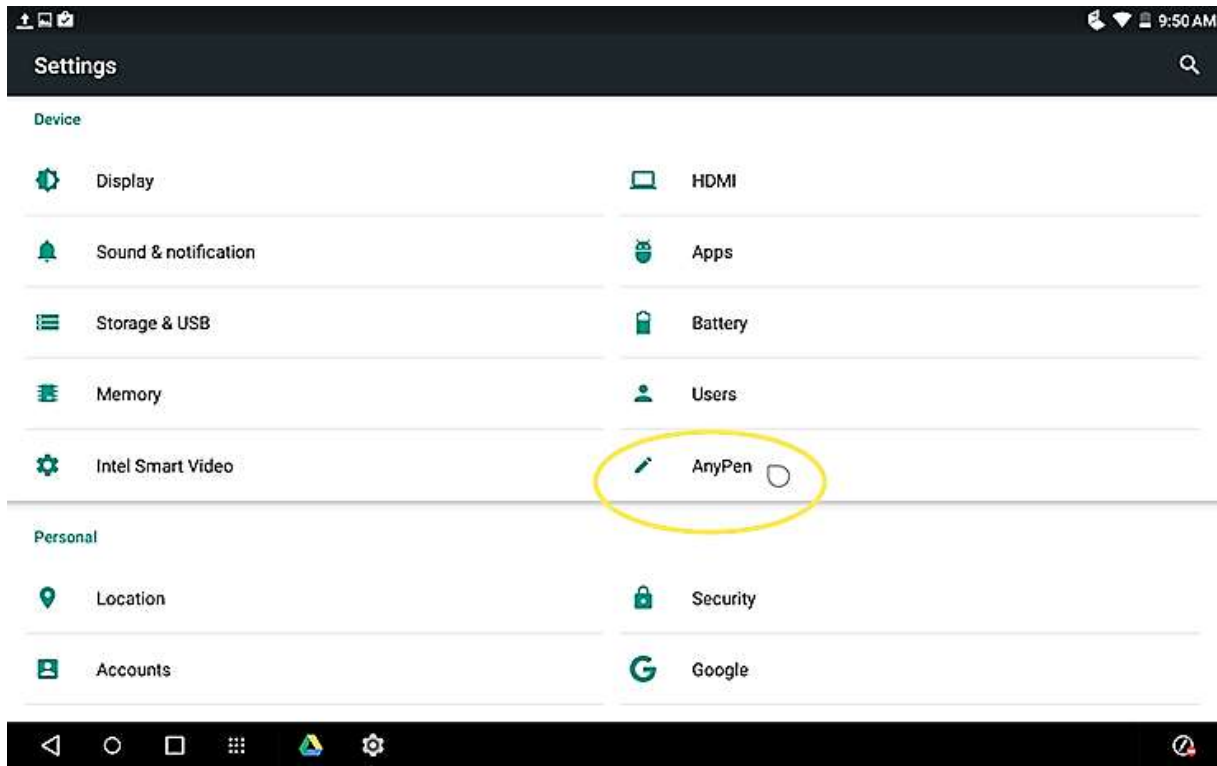 9:50 AM
Settings
Device
Display
HDMI
Sound & notification
Apps
Storage & USB
Battery
Memory
Users
Intel Smart Video
AnyPen
Personal
Location
Security
Accounts
Google